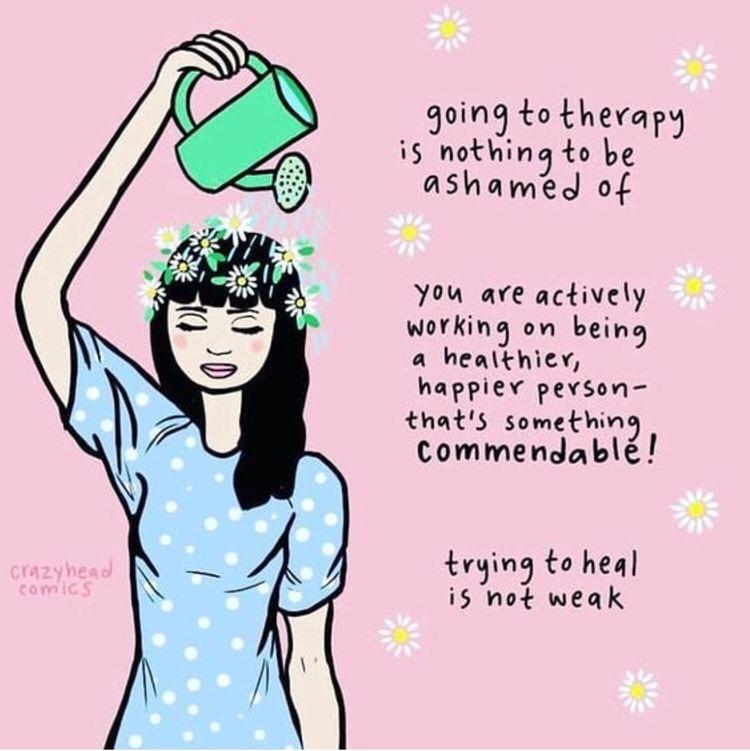 going to therapy
is nothing to be
ashamed of
you are actively
working on being
a healthier,
happier person-
that's something
commendable!
trying to heal
is not weak
crazyhead
comics